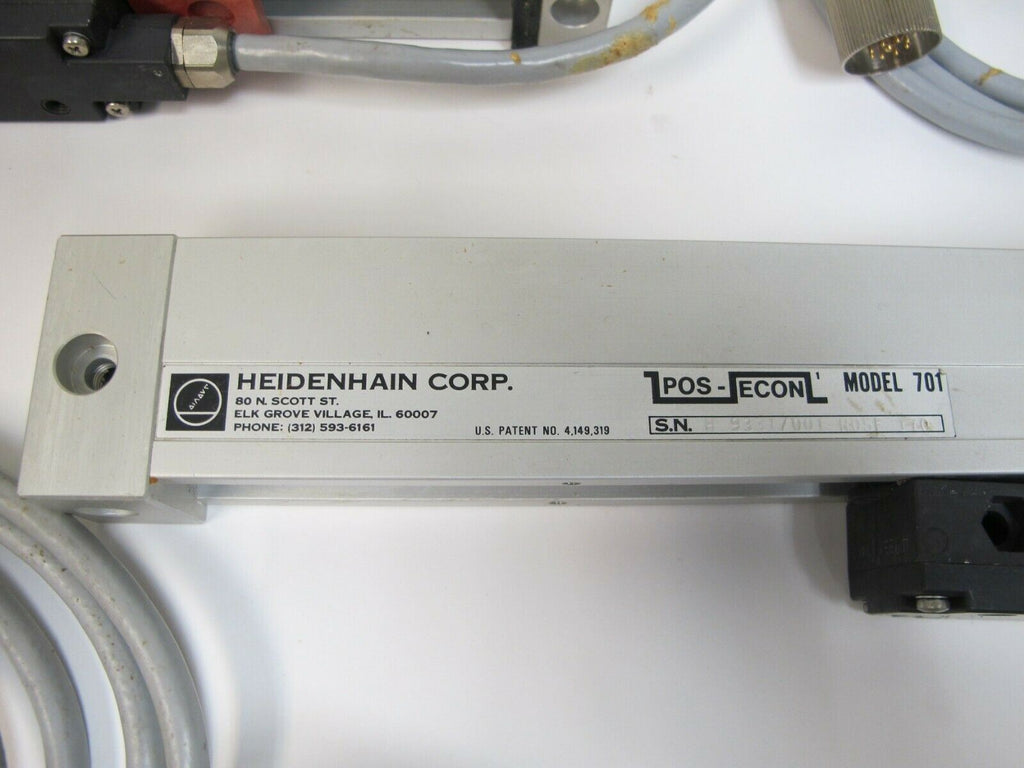 HEIDENHAIN CORP.
80 N. SCOTT ST.
ELK GROVE VILLAGE, IL. 60007
PHONE: (312) 593-6161
U.S. PATENT NO. 4,149,319
POS-ECON 1 MODEL 701
S.N.